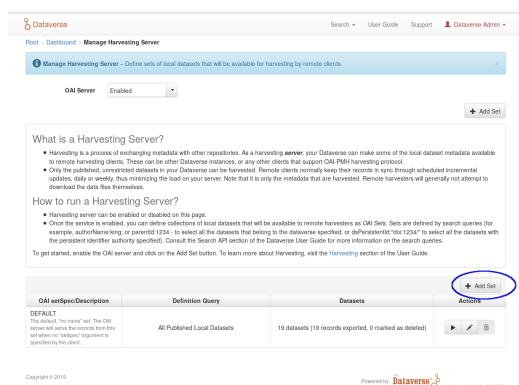 Dataverse
Search
User Guide
Support
Dataverse Admin
Root > Dashboard > Manage Harvesting Server
Manage Harvesting Server – Define sets of local datasets that will be available for harvesting by remote clients.
×
OAI Server
Enabled
+ Add Set
What is a Harvesting Server?
• Harvesting is a process of exchanging metadata with other repositories. As a harvesting server, your Dataverse can make some of the local dataset metadata available
to remote harvesting clients. These can be other Dataverse instances, or any other clients that support OAI-PMH harvesting protocol.
• Only the published, unrestricted datasets in your Dataverse can be harvested. Remote clients normally keep their records in sync through scheduled incremental
updates, daily or weekly, thus minimizing the load on your server. Note that it is only the metadata that are harvested. Remote harvesters will generally not attempt to
download the data files themselves.
How to run a Harvesting Server?
• Harvesting server can be enabled or disabled on this page.
• Once the service is enabled, you can define collections of local datasets that will be available to remote harvesters as OAI Sets. Sets are defined by search queries (for
example, authorName:king; or parentId:1234 - to select all the datasets that belong to the dataverse specified; or dsPersistentId:"doi:1234/" to select all the datasets with
the persistent identifier authority specified). Consult the Search API section of the Dataverse User Guide for more information on the search queries.
To get started, enable the OAI server and click on the Add Set button. To learn more about Harvesting, visit the Harvesting section of the User Guide.
+ Add Set
OAI setSpec/Description
Definition Query
Datasets
Actions
DEFAULT
The default, "no name" set. The OAI
server will serve the records from this
set when no "setspec" argument is
specified by the client.
All Published Local Datasets
19 datasets (19 records exported, 0 marked as deleted)
Copyright © 2019
Powered by
The
Dataverse